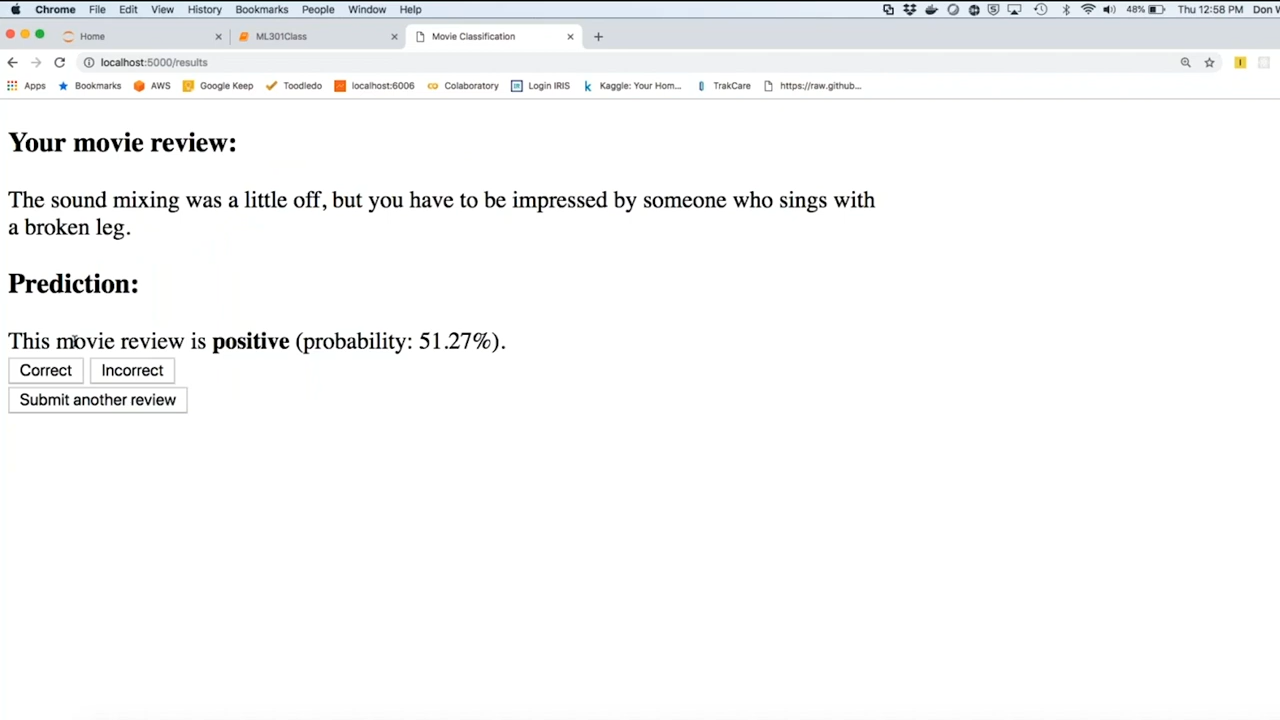 Chrome File Edit View History Bookmarks People Window Help 48% Thu 12:58 PM Don W
Home ML301Class Movie Classification
localhost:5000/results
Apps Bookmarks AWS Google Keep Toodledo localhost:6006 Colaboratory Login IRIS Kaggle: Your Hom... TrakCare https://raw.github...
Your movie review:
The sound mixing was a little off, but you have to be impressed by someone who sings with
a broken leg.
Prediction:
This movie review is positive (probability: 51.27%).
Correct Incorrect
Submit another review